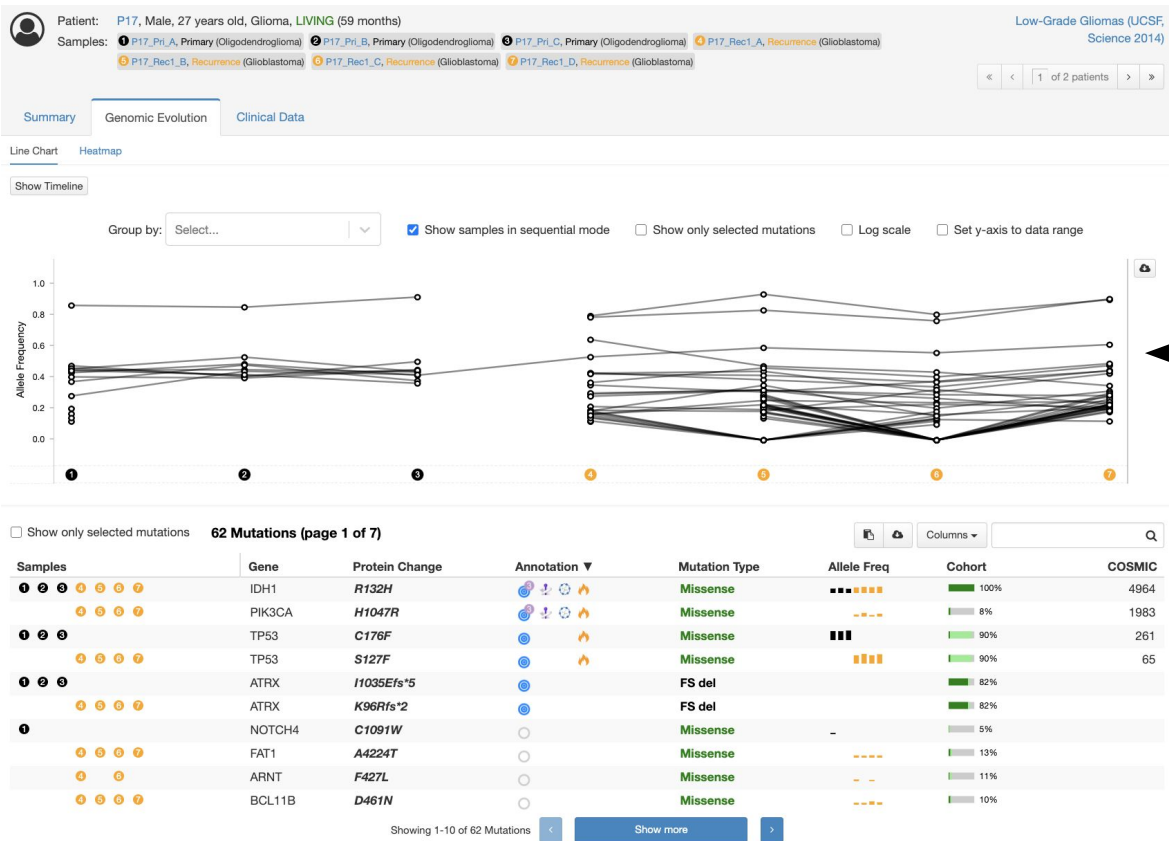 Patient: P17, Male, 27 years old, Glioma, LIVING (59 months)
Low-Grade Gliomas (UCSF, Science 2014)
Samples: 1 P17_Pri_A, Primary (Oligodendroglioma) 2 P17_Pri_B, Primary (Oligodendroglioma) 3 P17_Pri_C, Primary (Oligodendroglioma) 4 P17_Rec1_A, Recurrence (Glioblastoma)
5 P17_Rec1_B, Recurrence (Glioblastoma) 6 P17_Rec1_C, Recurrence (Glioblastoma) 7 P17_Rec1_D, Recurrence (Glioblastoma)
« < 1 of 2 patients > »
Summary Genomic Evolution Clinical Data
Line Chart Heatmap
Show Timeline
Group by: Select... Show samples in sequential mode Show only selected mutations Log scale Set y-axis to data range
Allele Frequency
1.0
0.8
0.6
0.4
0.2
0.0
1 2 3 4 5 6 7
Show only selected mutations 62 Mutations (page 1 of 7) Columns
Samples Gene Protein Change Annotation ▼ Mutation Type Allele Freq Cohort COSMIC
1 2 3 4 5 6 7 IDH1 R132H 3 Missense 100% 4964
4 5 6 7 PIK3CA H1047R 3 Missense 8% 1983
1 2 3 TP53 C176F Missense 90% 261
4 5 6 7 TP53 S127F Missense 90% 65
1 2 3 ATRX I1035Efs*5 FS del 82%
4 5 6 7 ATRX K96Rfs*2 FS del 82%
1 NOTCH4 C1091W Missense 5%
4 5 6 7 FAT1 A4224T Missense 13%
4 6 ARNT F427L Missense 11%
4 5 6 7 BCL11B D461N Missense 10%
Showing 1-10 of 62 Mutations < Show more >